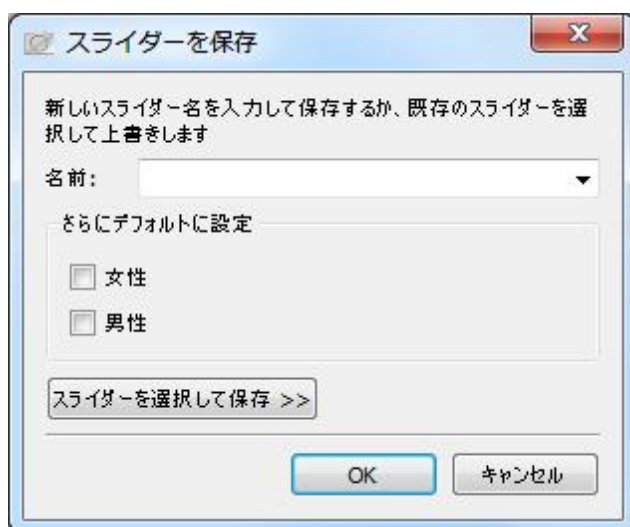 スライダーを保存
新しいスライダー名を入力して保存するか、既存のスライダーを選
択して上書きします
名前:
さらにデフォルトに設定
女性
男性
スライダーを選択して保存 >>
OK
キャンセル